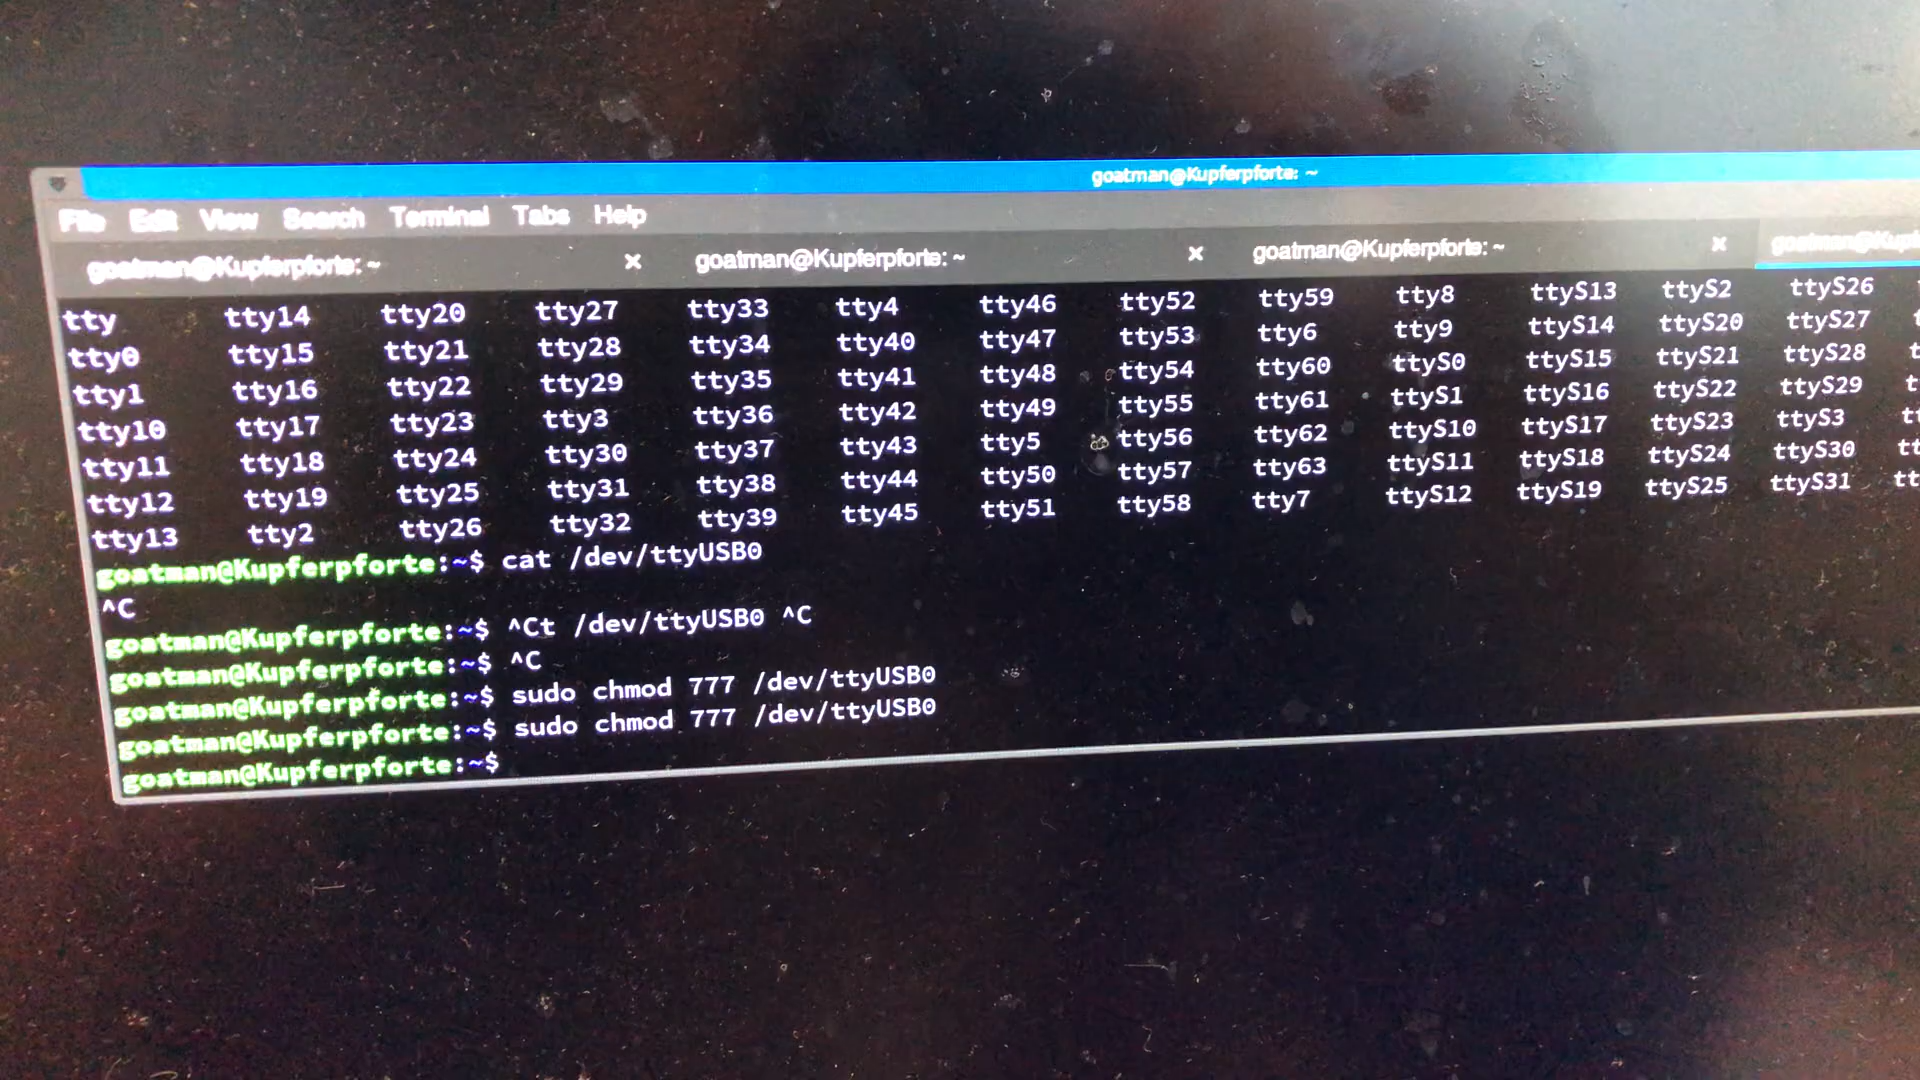 goatman@Kupferpforte: ~
File Edit View Search Terminal Tabs Help
goatman@Kupferpforte: ~ × goatman@Kupferpforte: ~ × goatman@Kupferpforte: ~ ×
tty tty14 tty20 tty27 tty33 tty4 tty46 tty52 tty59 tty8 ttyS13 ttyS2 ttyS26
tty0 tty15 tty21 tty28 tty34 tty40 tty47 tty53 tty6 tty9 ttyS14 ttyS20 ttyS27
tty1 tty16 tty22 tty29 tty35 tty41 tty48 tty54 tty60 ttyS0 ttyS15 ttyS21 ttyS28
tty10 tty17 tty23 tty3 tty36 tty42 tty49 tty55 tty61 ttyS1 ttyS16 ttyS22 ttyS29
tty11 tty18 tty24 tty30 tty37 tty43 tty5 tty56 tty62 ttyS10 ttyS17 ttyS23 ttyS3
tty12 tty19 tty25 tty31 tty38 tty44 tty50 tty57 tty63 ttyS11 ttyS18 ttyS24 ttyS30
tty13 tty2 tty26 tty32 tty39 tty45 tty51 tty58 tty7 ttyS12 ttyS19 ttyS25 ttyS31
goatman@Kupferpforte:~$ cat /dev/ttyUSB0
^C
goatman@Kupferpforte:~$ ^Ct /dev/ttyUSB0 ^C
goatman@Kupferpforte:~$ ^C
goatman@Kupferpforte:~$ sudo chmod 777 /dev/ttyUSB0
goatman@Kupferpforte:~$ sudo chmod 777 /dev/ttyUSB0
goatman@Kupferpforte:~$